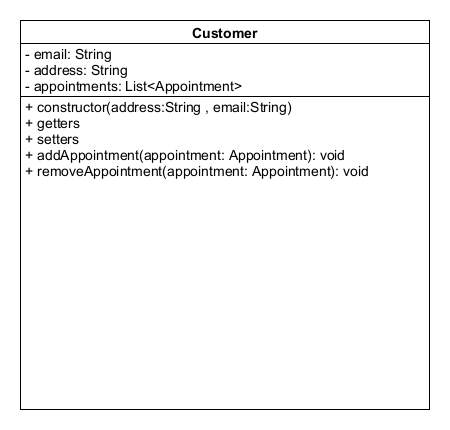 Customer
- email: String
- address: String
- appointments: List<Appointment>
+ constructor(address:String , email:String)
+ getters
+ setters
+ addAppointment(appointment: Appointment): void
+ removeAppointment(appointment: Appointment): void